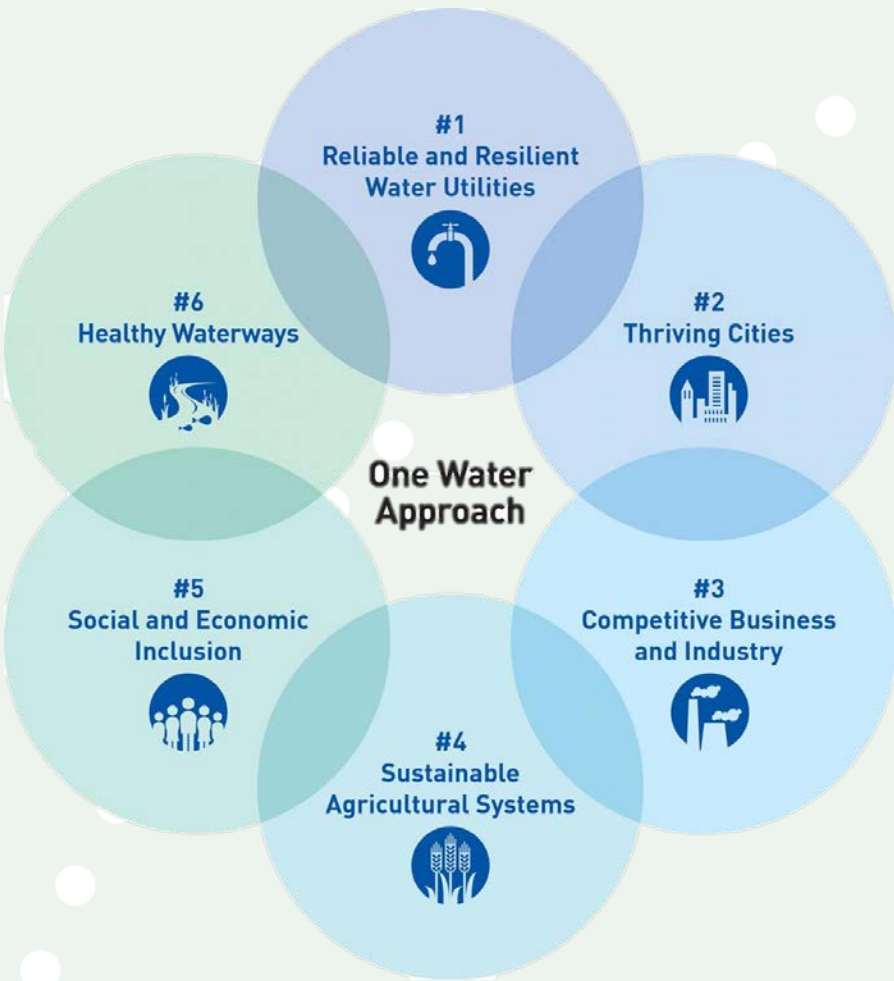 #1
Reliable and Resilient
Water Utilities
#2
Thriving Cities
#3
Competitive Business
and Industry
#4
Sustainable
Agricultural Systems
#5
Social and Economic
Inclusion
#6
Healthy Waterways
One Water
Approach